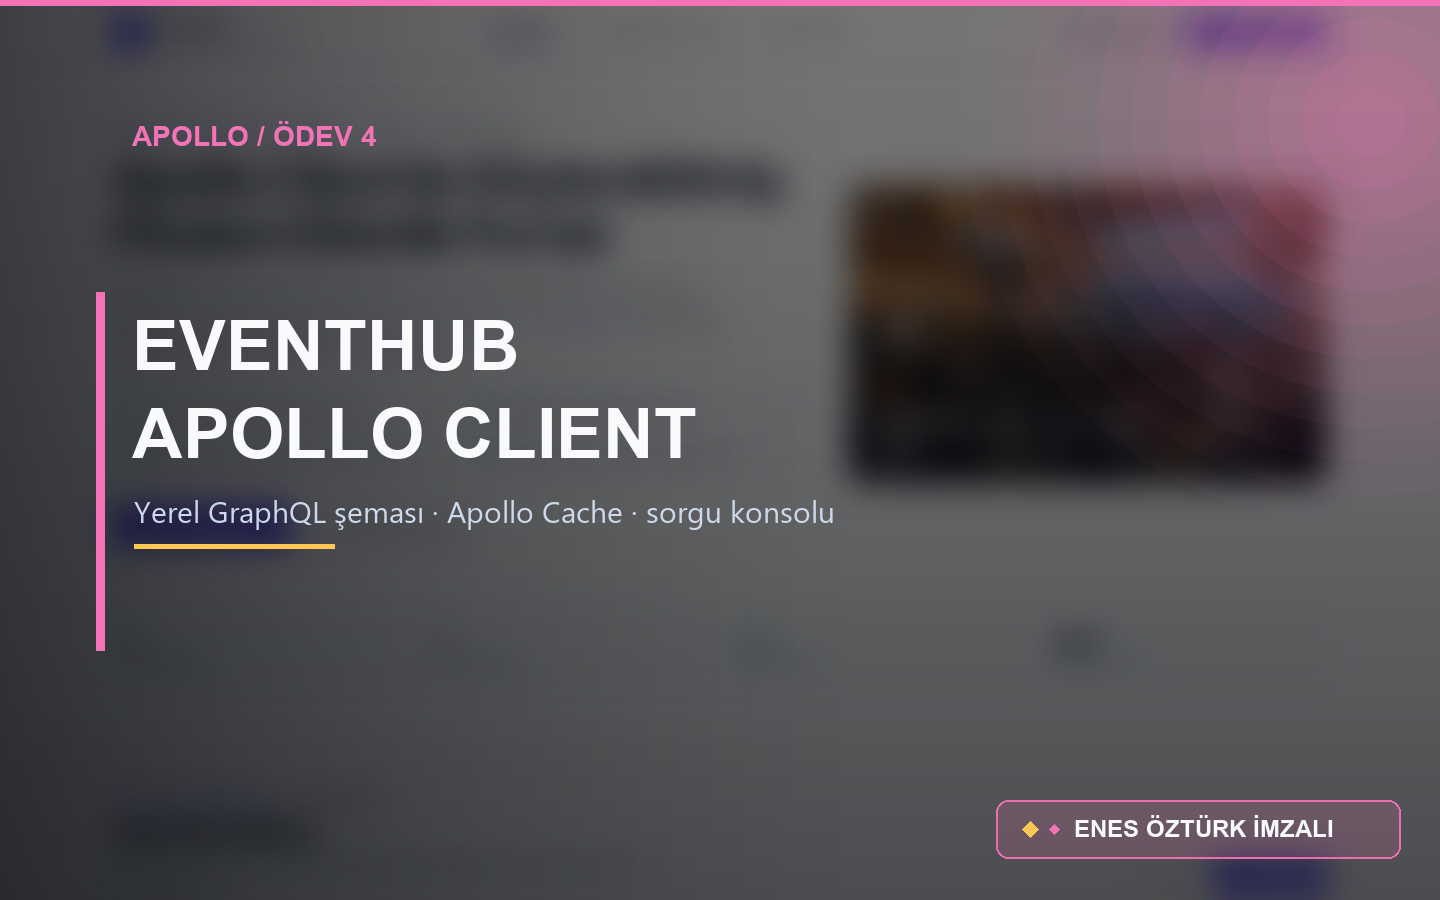 APOLLO / ÖDEV 4
EVENTHUB
APOLLO CLIENT
Yerel GraphQL şeması · Apollo Cache · sorgu konsolu
ENES ÖZTÜRK İMZALI